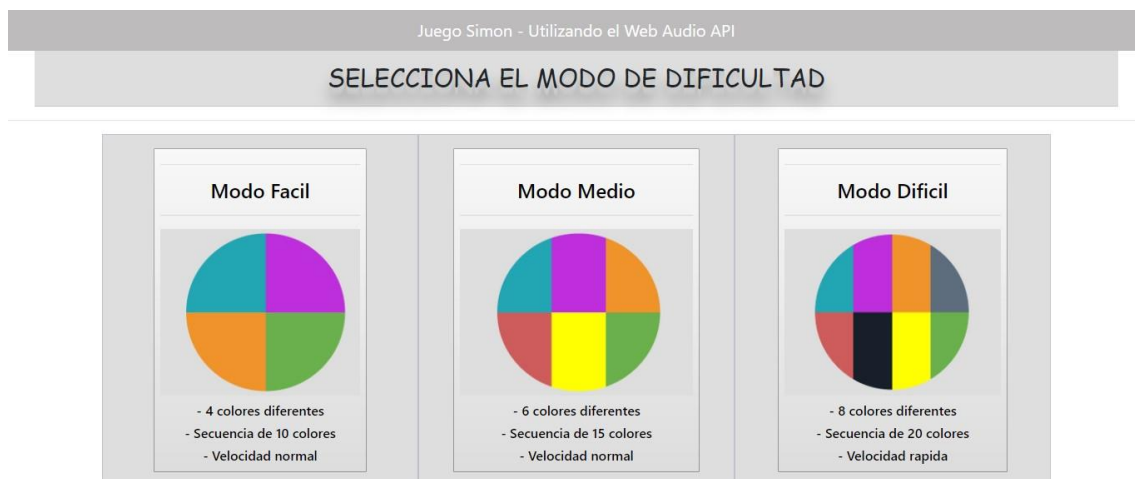 Juego Simon - Utilizando el Web Audio API
SELECCIONA EL MODO DE DIFICULTAD
Modo Facil
- 4 colores diferentes
- Secuencia de 10 colores
- Velocidad normal
Modo Medio
- 6 colores diferentes
- Secuencia de 15 colores
- Velocidad normal
Modo Dificil
- 8 colores diferentes
- Secuencia de 20 colores
- Velocidad rapida